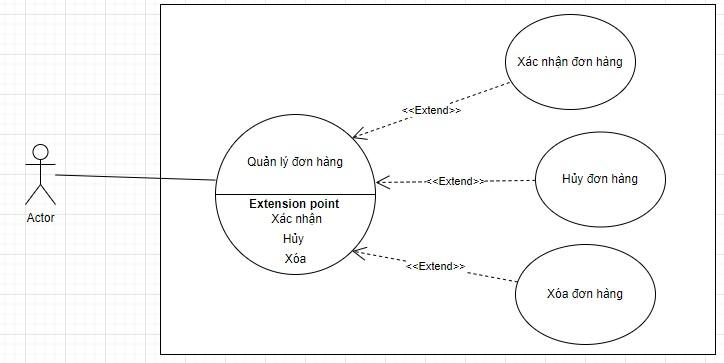 Xác nhận đơn hàng
<<Extend>>
Quản lý đơn hàng
Extension point
Xác nhận
Hủy
Xóa
<<Extend>>
Hủy đơn hàng
Actor
<<Extend>>
Xóa đơn hàng